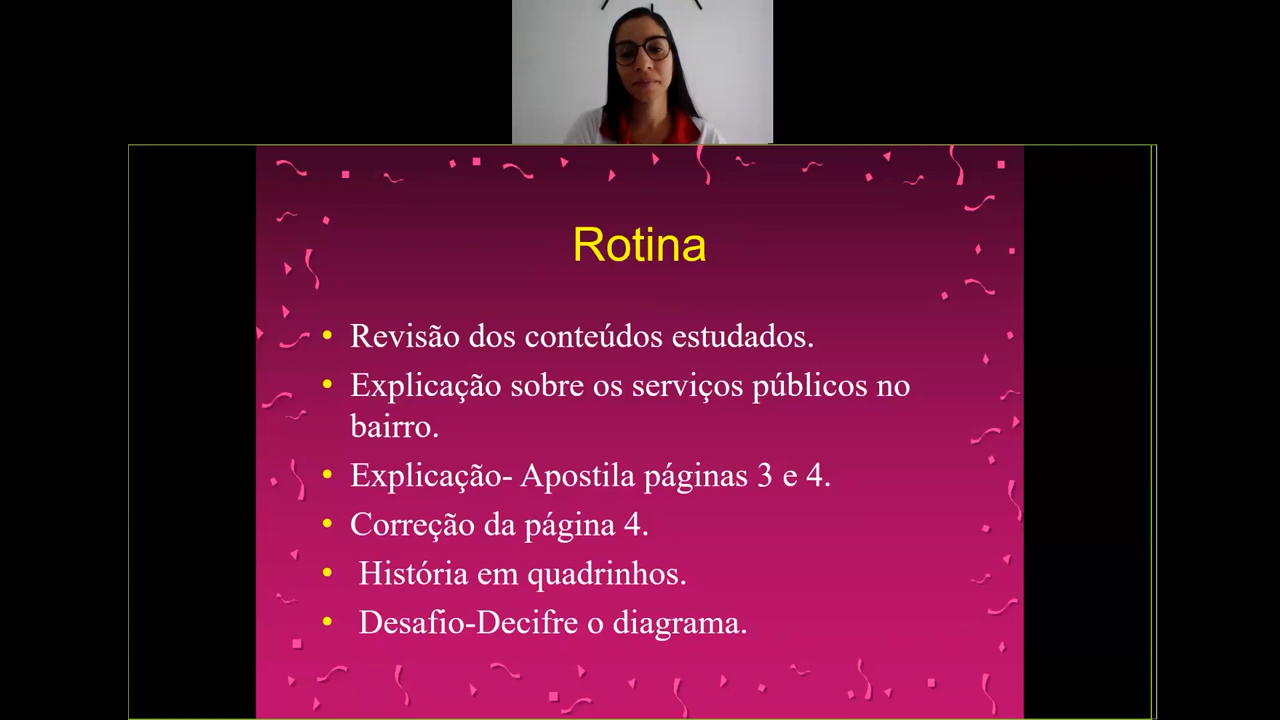 Rotina
• Revisão dos conteúdos estudados.
• Explicação sobre os serviços públicos no
bairro.
• Explicação- Apostila páginas 3 e 4.
• Correção da página 4.
• História em quadrinhos.
• Desafio-Decifre o diagrama.